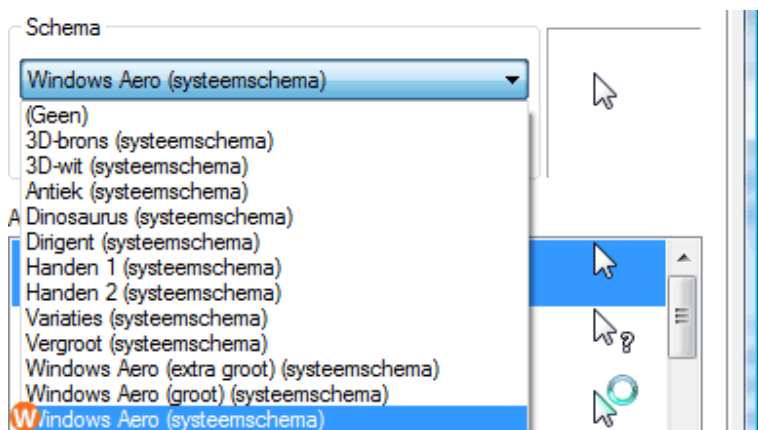 Schema
Windows Aero (systeemschema)
(Geen)
3D-brons (systeemschema)
3D-wit (systeemschema)
Antiek (systeemschema)
A
Dinosaurus (systeemschema)
Dirigent (systeemschema)
Handen 1 (systeemschema)
Handen 2 (systeemschema)
Variaties (systeemschema)
Vergroot (systeemschema)
Windows Aero (extra groot) (systeemschema)
Windows Aero (groot) (systeemschema)
Windows Aero (systeemschema)